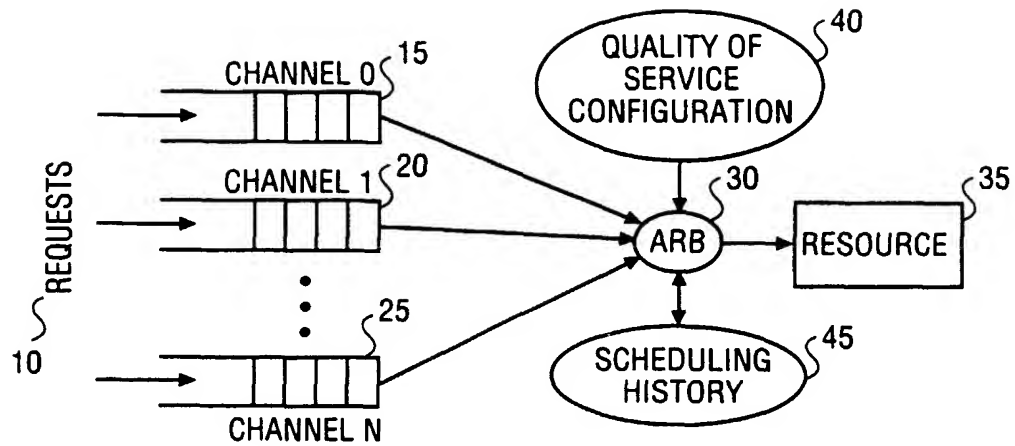 CHANNEL 0
15
CHANNEL 1
20
25
CHANNEL N
REQUESTS
10
QUALITY OF
SERVICE
CONFIGURATION
40
30
ARB
RESOURCE
35
SCHEDULING
HISTORY
45